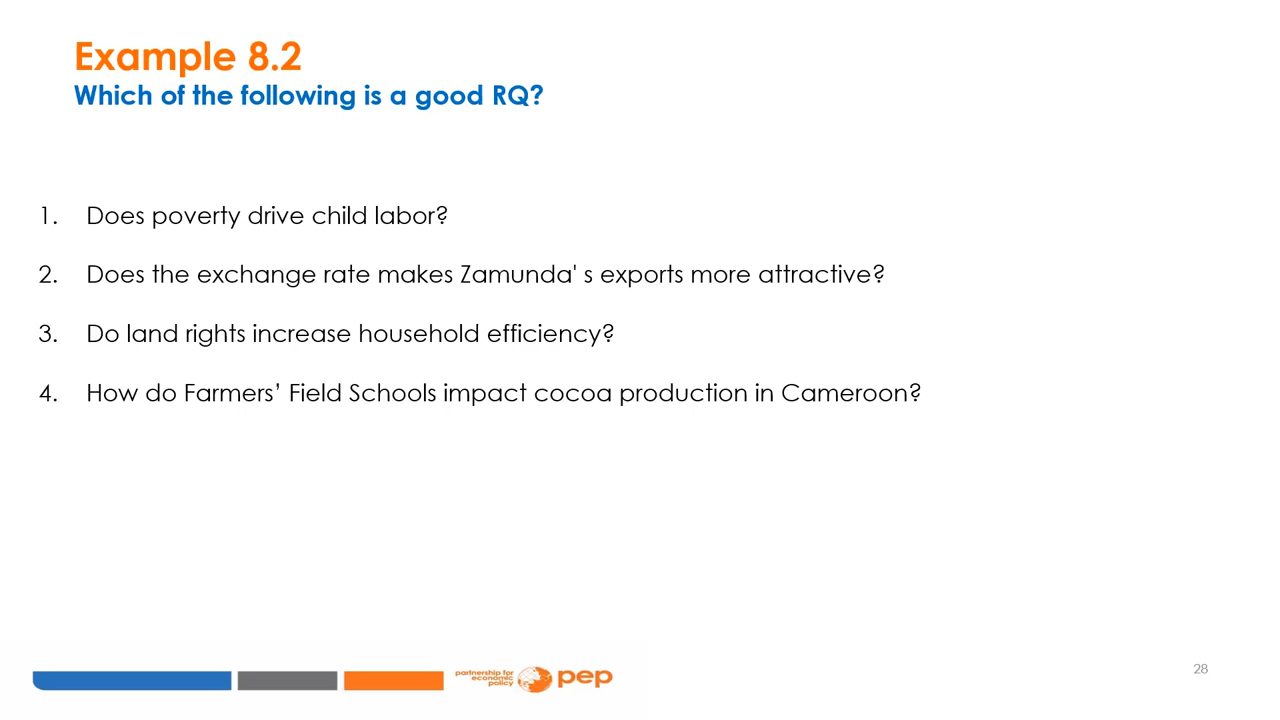 Example 8.2
Which of the following is a good RQ?
1. Does poverty drive child labor?
2. Does the exchange rate makes Zamunda' s exports more attractive?
3. Do land rights increase household efficiency?
4. How do Farmers’ Field Schools impact cocoa production in Cameroon?
partnership for
economic
policy
pep
28